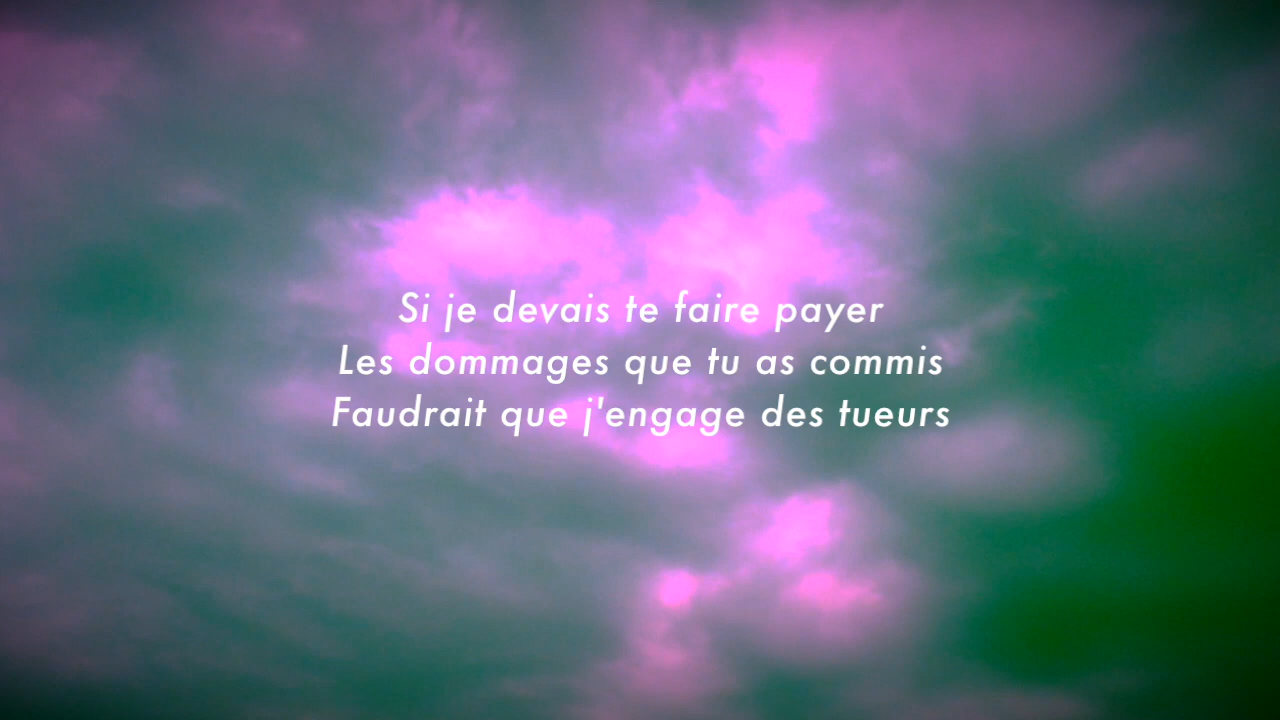 Si je devais te faire payer
Les dommages que tu as commis
Faudrait que j'engage des tueurs